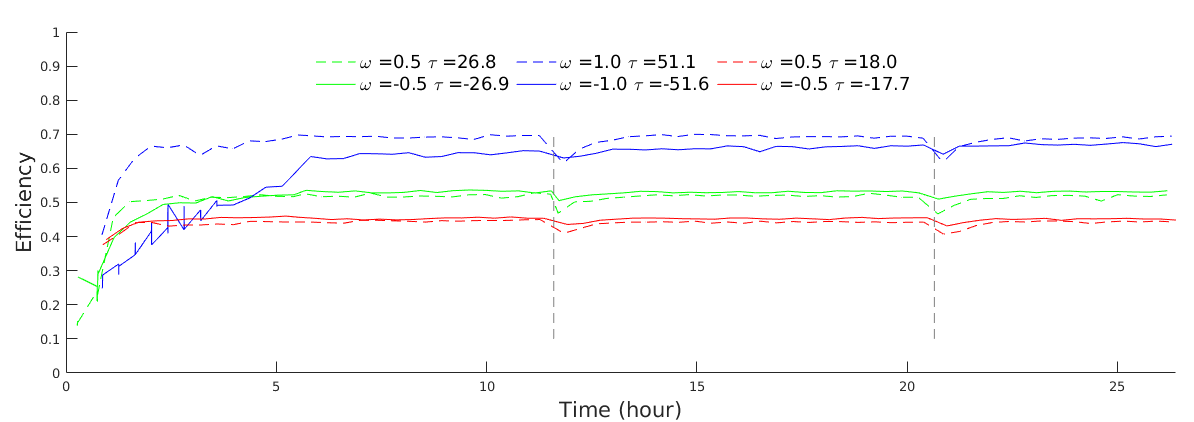 1
0.9
ω =0.5 τ =26.8 ω =1.0 τ =51.1 ω =0.5 τ =18.0
ω =-0.5 τ =-26.9 ω =-1.0 τ =-51.6 ω =-0.5 τ =-17.7
0.8
0.7
0.6
0.5
0.4
0.3
0.2
0.1
0
Efficiency
0 5 10 15 20 25
Time (hour)